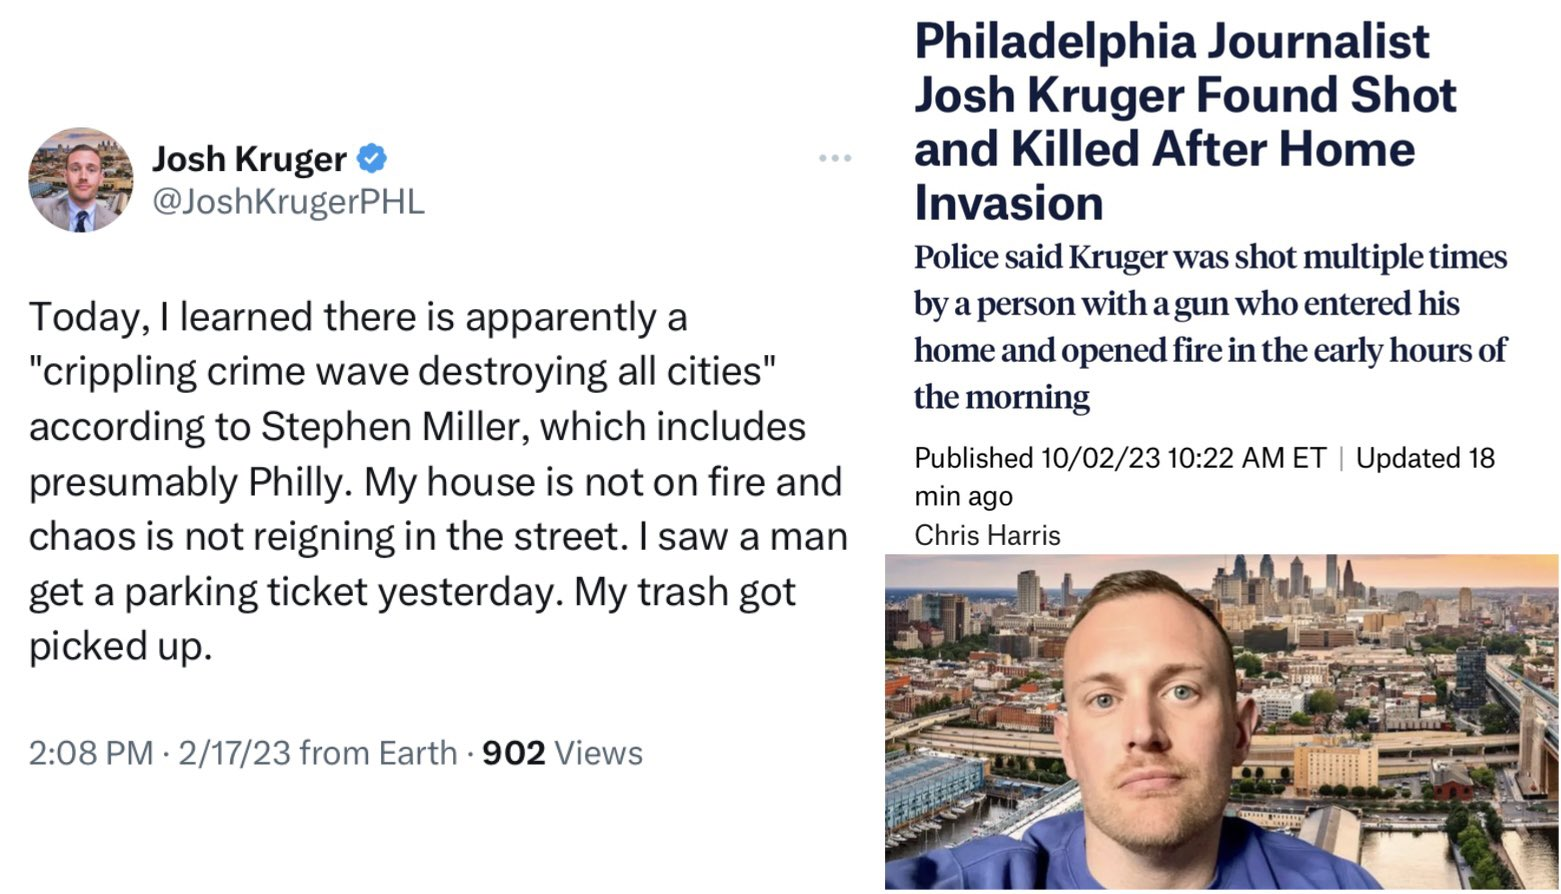 Josh Kruger
@JoshKrugerPHL
Today, I learned there is apparently a
"crippling crime wave destroying all cities"
according to Stephen Miller, which includes
presumably Philly. My house is not on fire and
chaos is not reigning in the street. I saw a man
get a parking ticket yesterday. My trash got
picked up.
2:08 PM · 2/17/23 from Earth · 902 Views
Philadelphia Journalist
Josh Kruger Found Shot
and Killed After Home
Invasion
Police said Kruger was shot multiple times
by a person with a gun who entered his
home and opened fire in the early hours of
the morning
Published 10/02/23 10:22 AM ET | Updated 18
min ago
Chris Harris